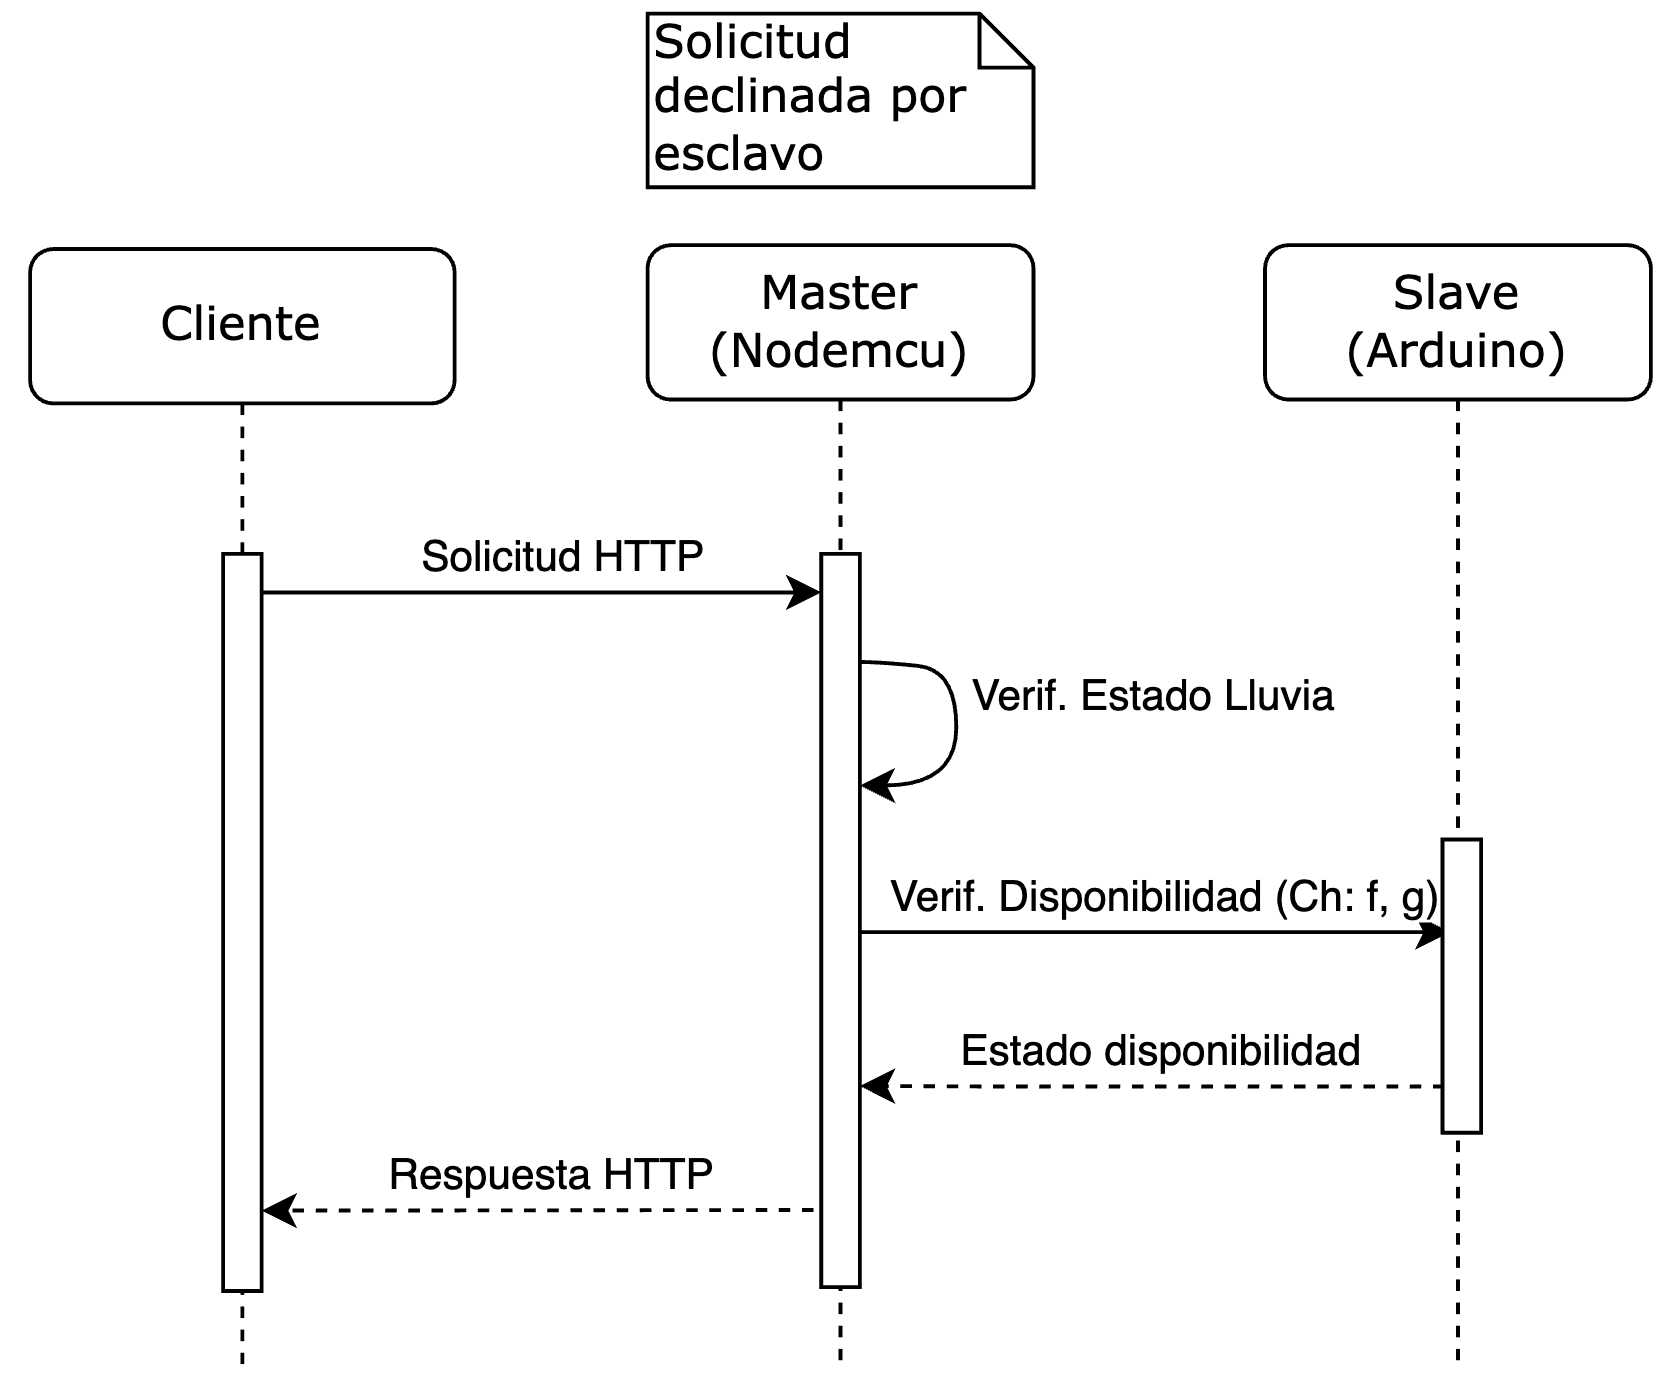 Solicitud
declinada por
esclavo
Cliente
Master
(Nodemcu)
Slave
(Arduino)
Solicitud HTTP
Verif. Estado Lluvia
Verif. Disponibilidad (Ch: f, g)
Estado disponibilidad
Respuesta HTTP